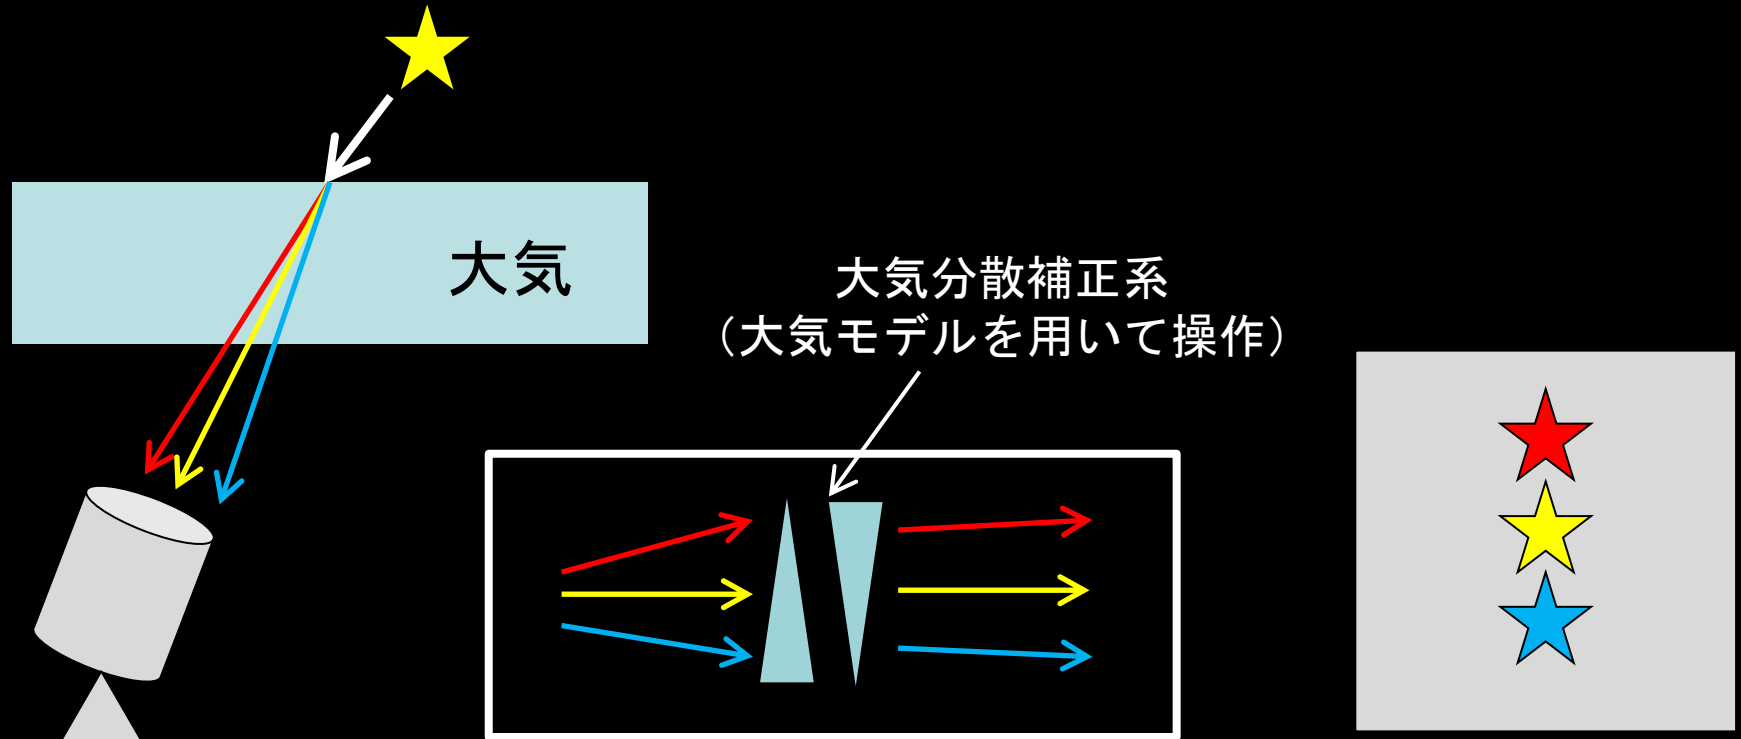 大気
大気分散補正系
（大気モデルを用いて操作）